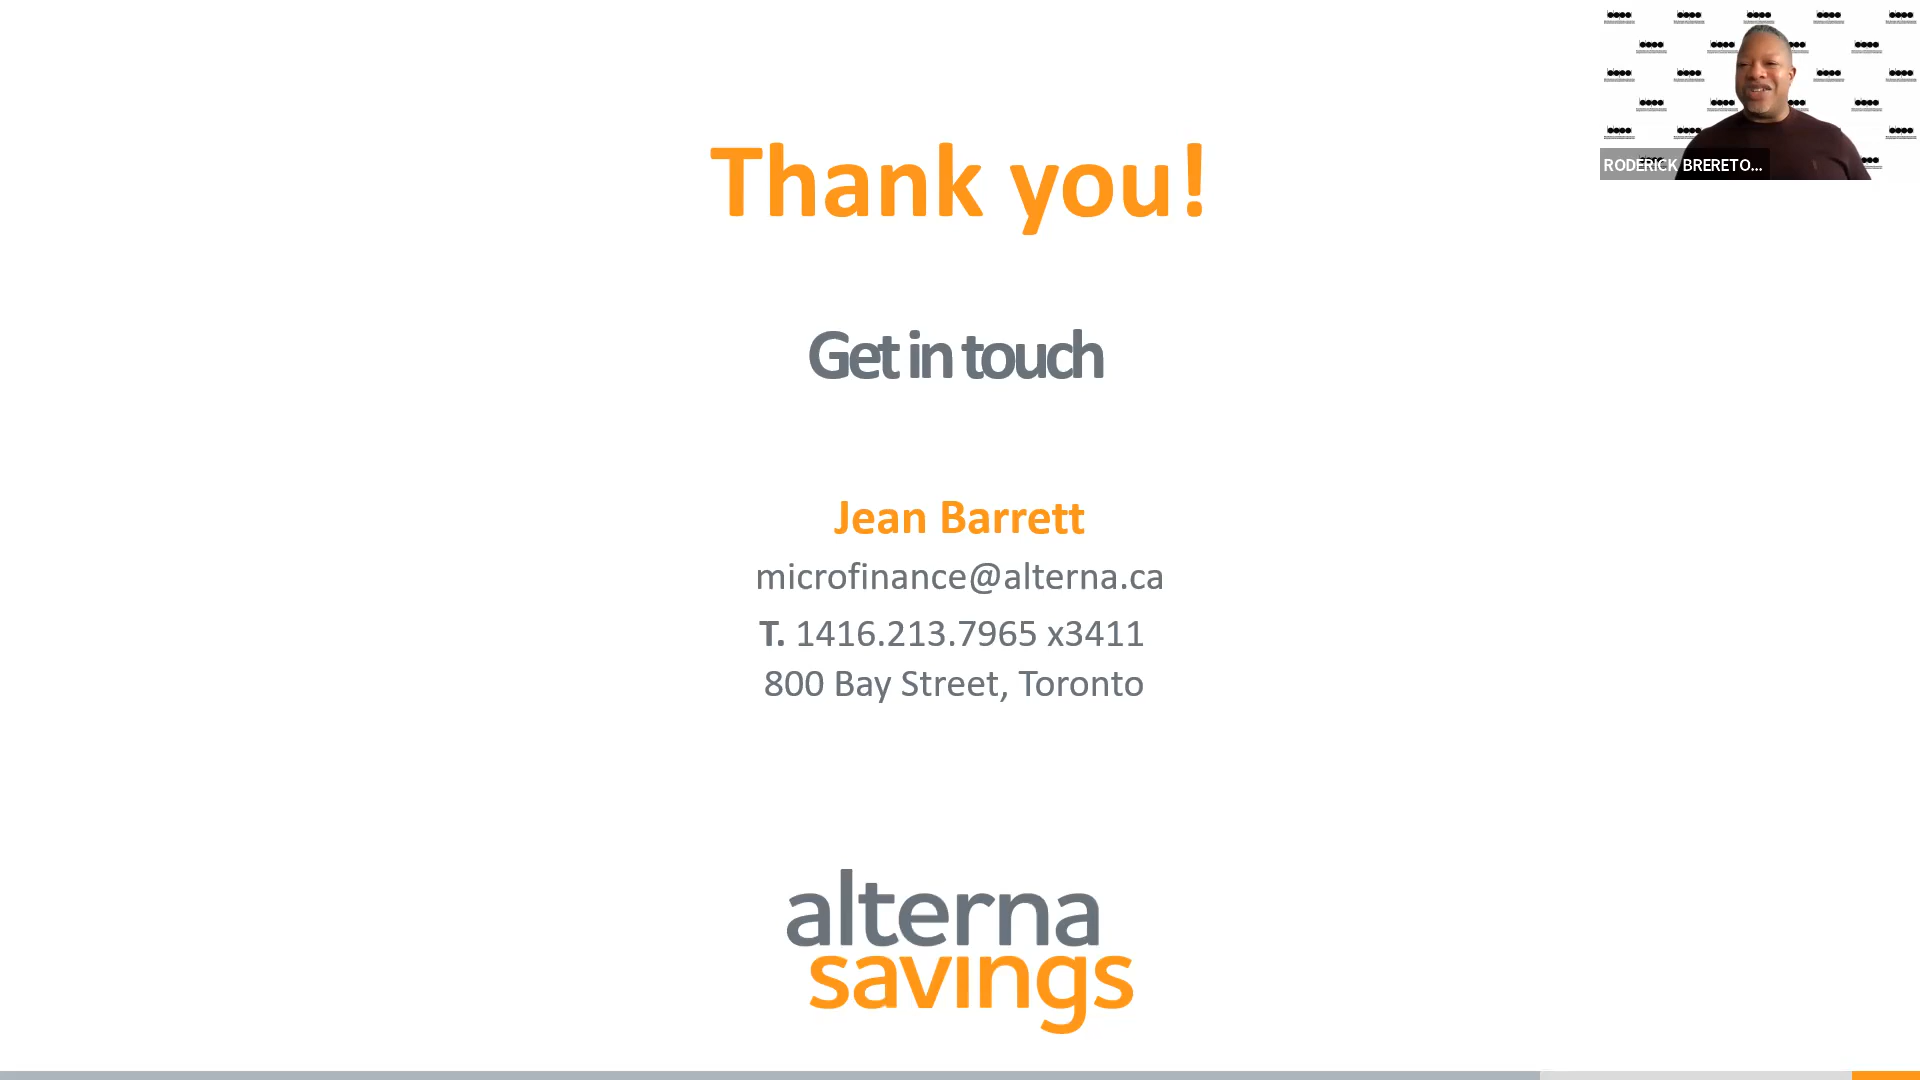 Thank you!
Get in touch
Jean Barrett
microfinance@alterna.ca
T. 1416.213.7965 x3411
800 Bay Street, Toronto
alterna
savings
RODERICK BRERETO...